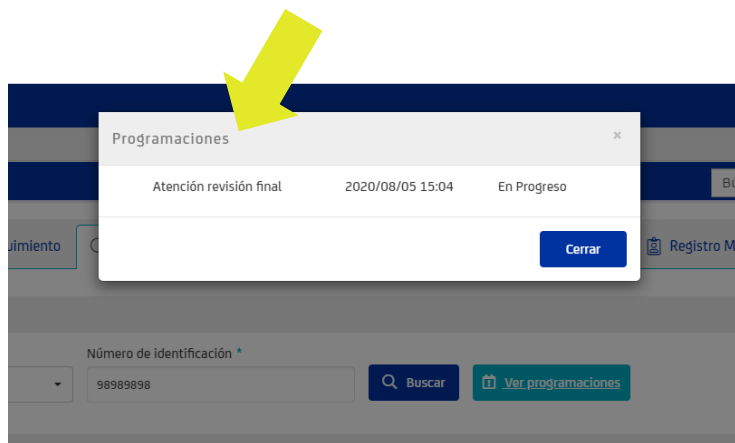 Programaciones ×
Atención revisión final 2020/08/05 15:04 En Progreso
Cerrar
Registro M
Número de identificación *
98989898 Buscar Ver programaciones